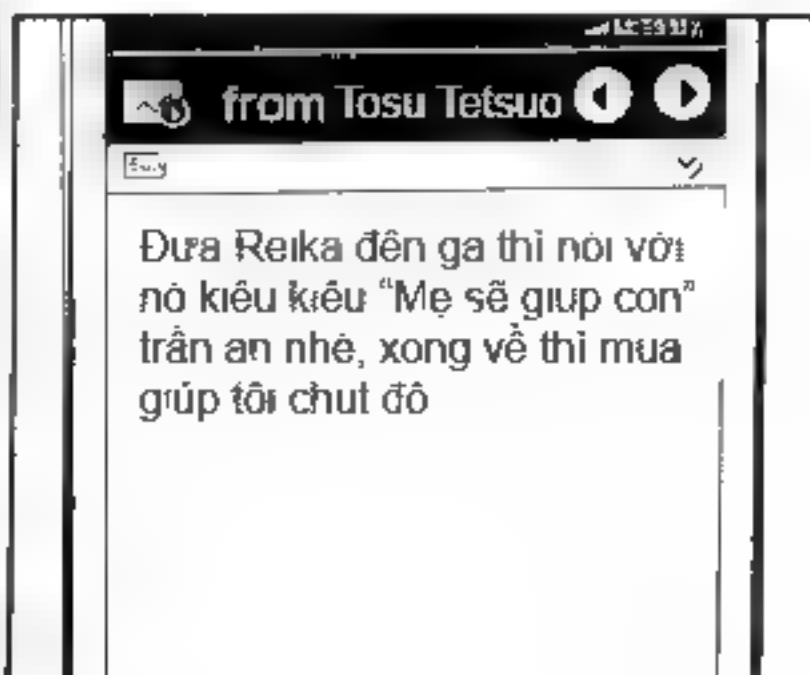 from Tosu Tetsuo
Đưa Reika đến ga thì nói với
nó kiểu kiểu “Mẹ sẽ giúp con”
trấn an nhé, xong về thì mua
giúp tôi chút đồ